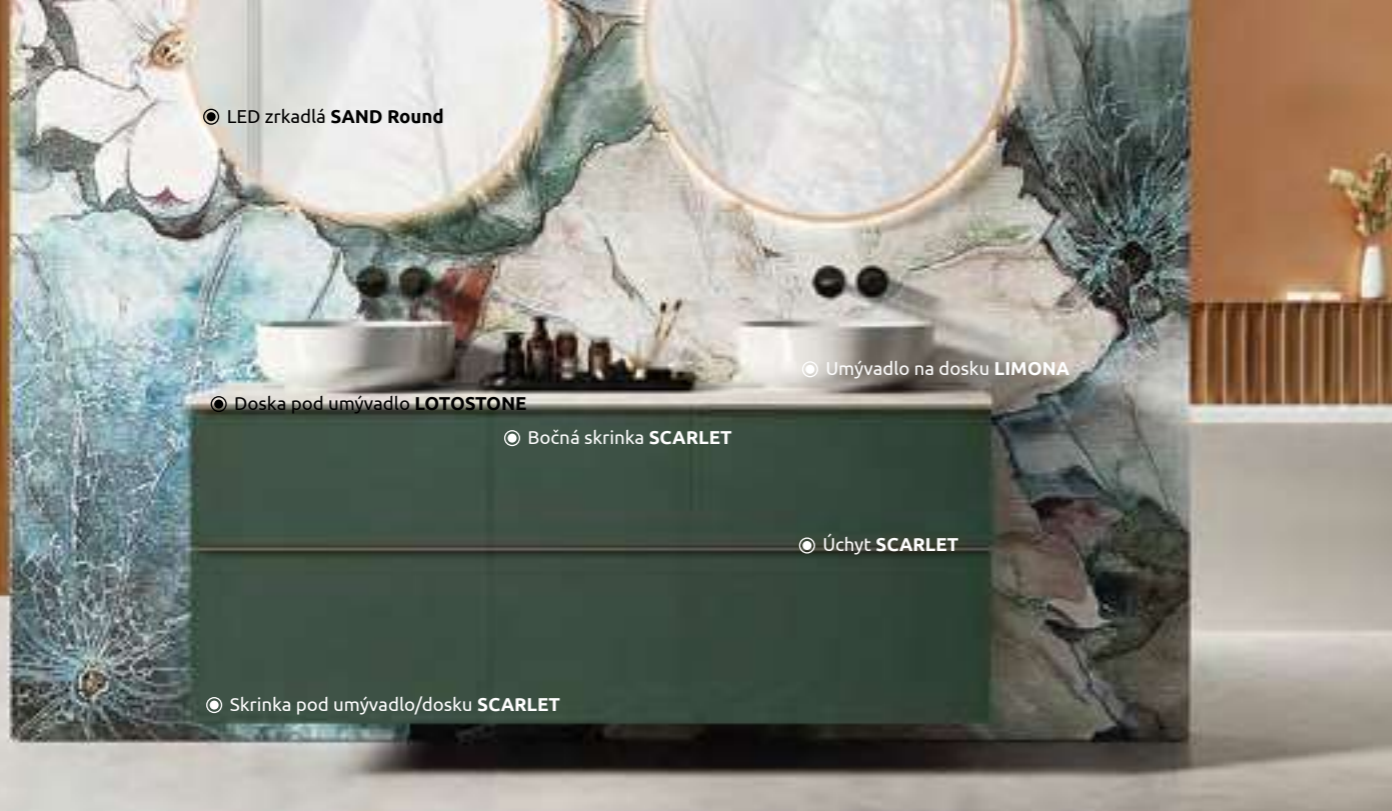 LED zrkadlá SAND Round
Umývadlo na dosku LIMONA
Doska pod umývadlo LOTOSTONE
Bočná skrinka SCARLET
Úchyt SCARLET
Skrinka pod umývadlo/dosku SCARLET